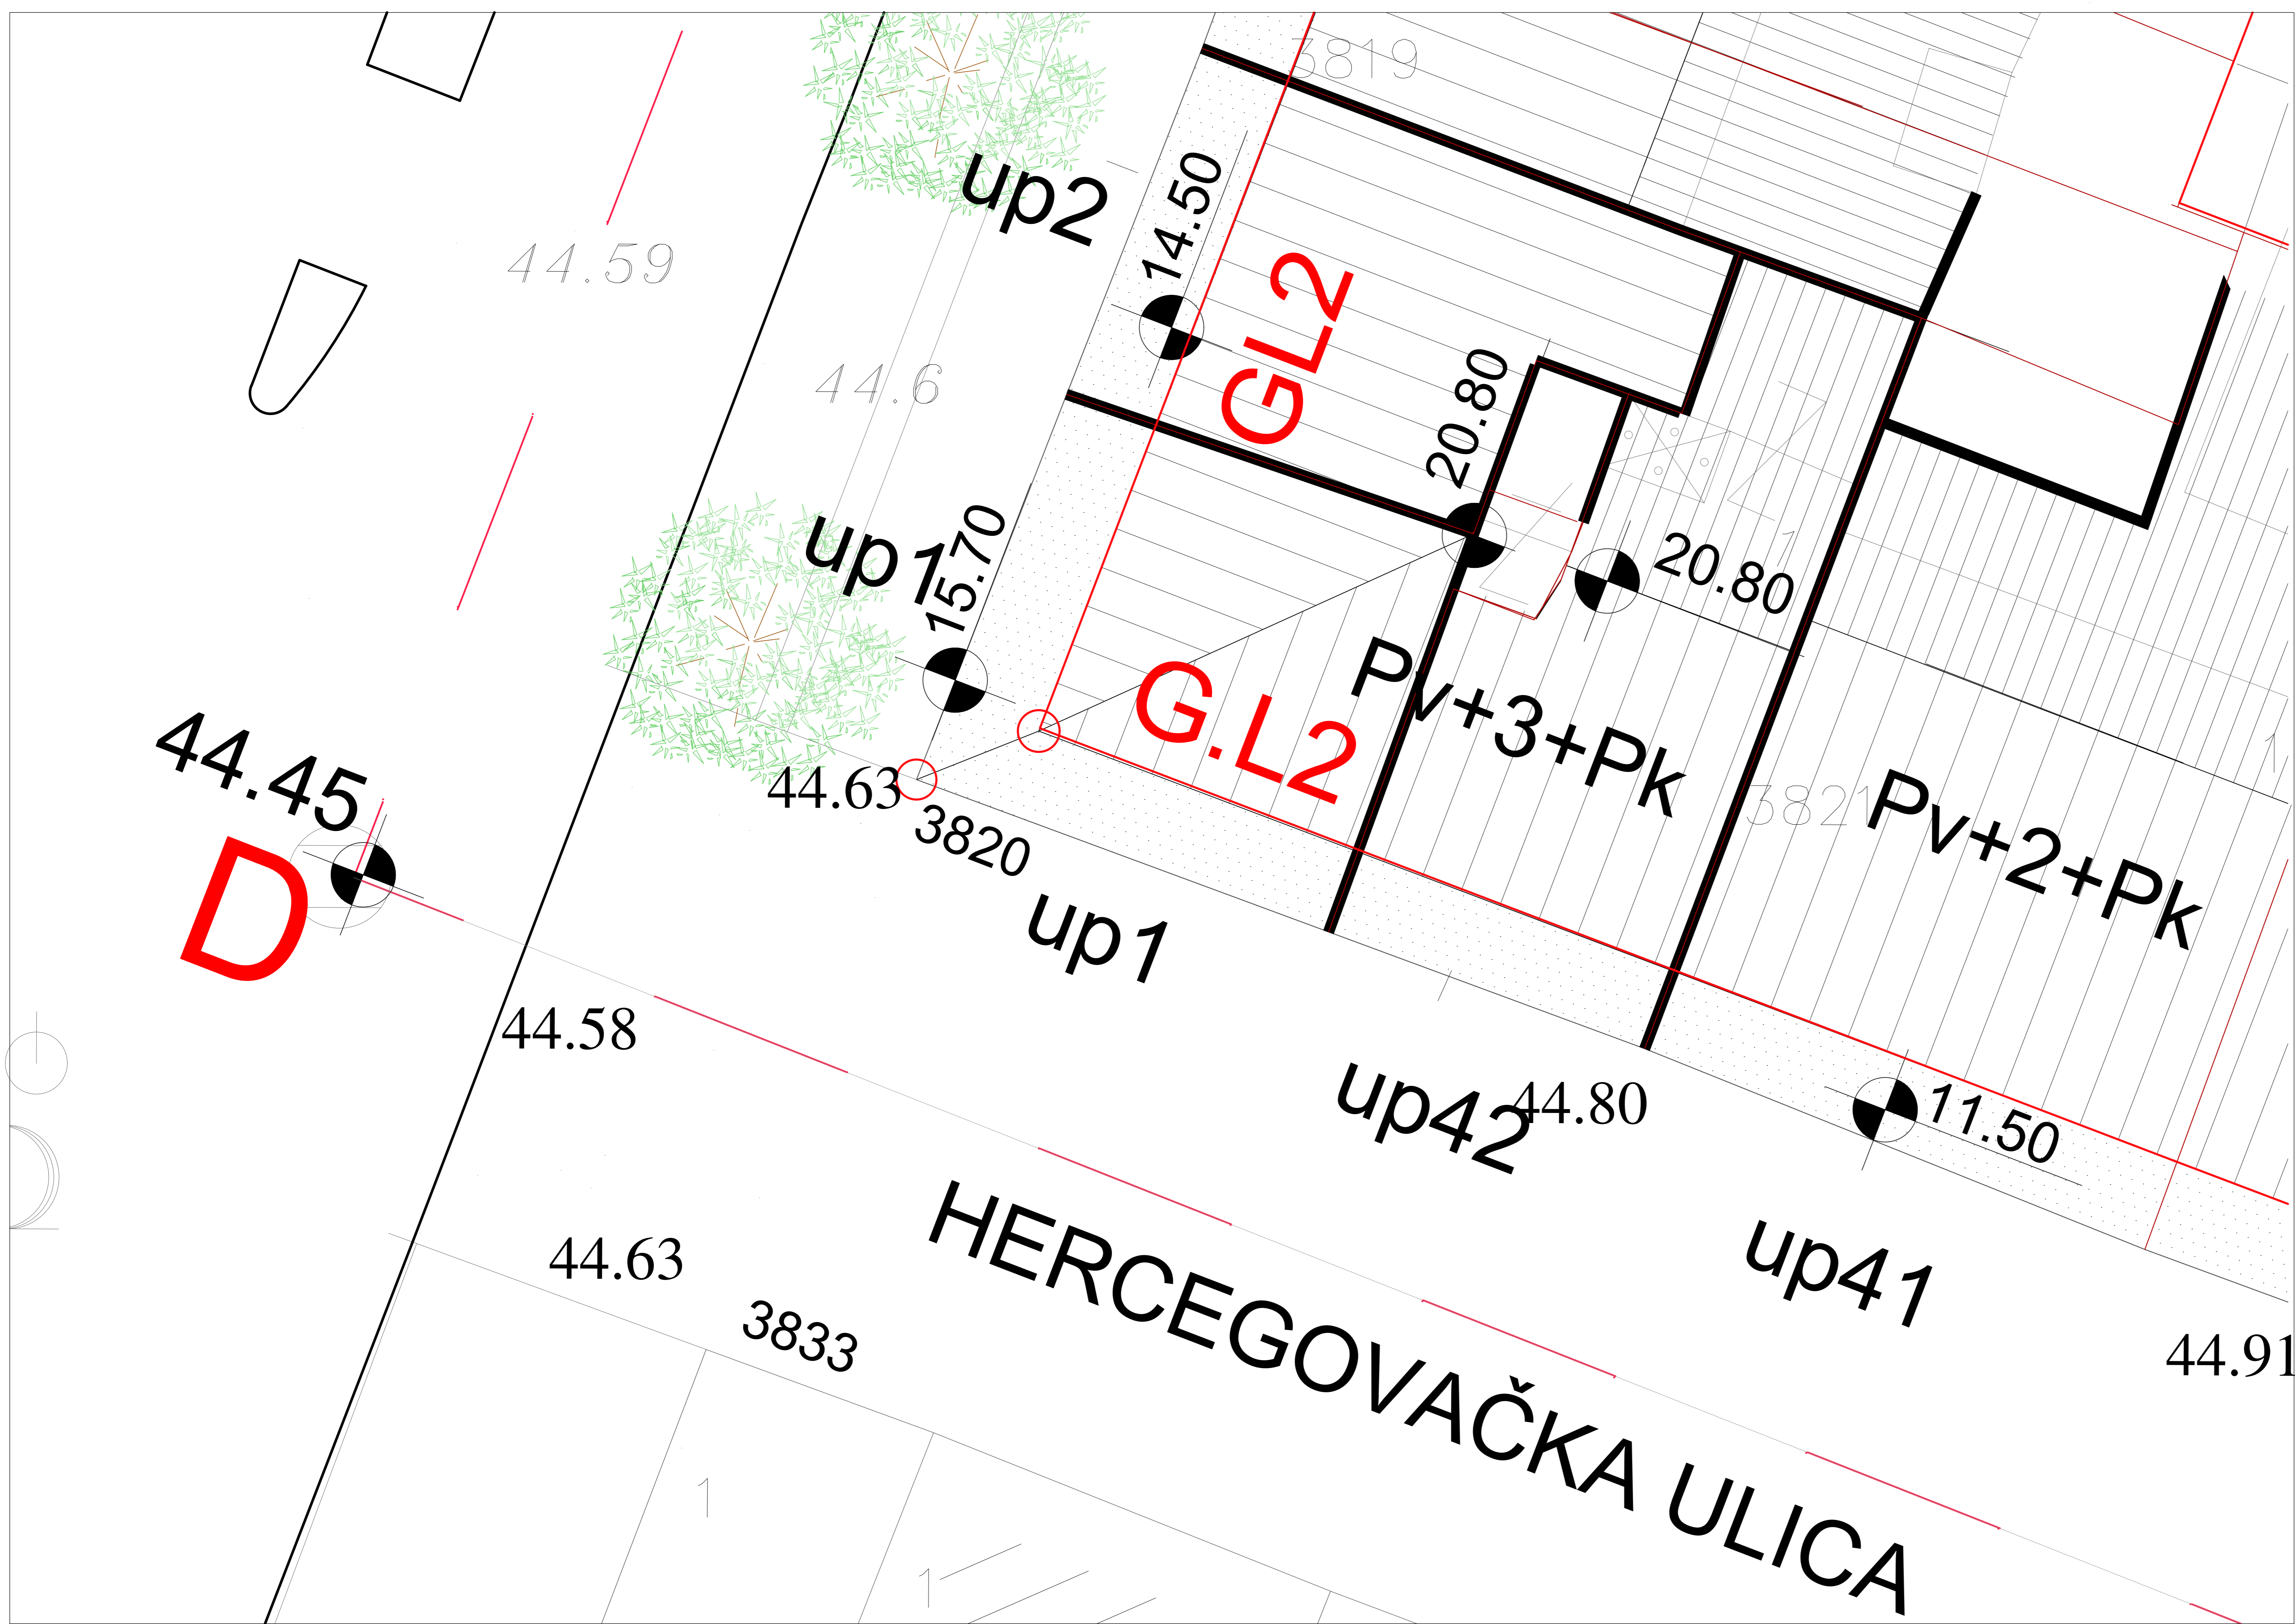 3819
14.50
up2
44.59
GL2
44.6
20.80
up1
15.70
20.80
1
Pv+3+Pk
G.L2
44.45
44.63
3820
3821
Pv+2+Pk
1
D
up1
44.58
up42
44.80
11.50
HERCEGOVAČKA ULICA
44.63
up41
3833
44.91
1
1